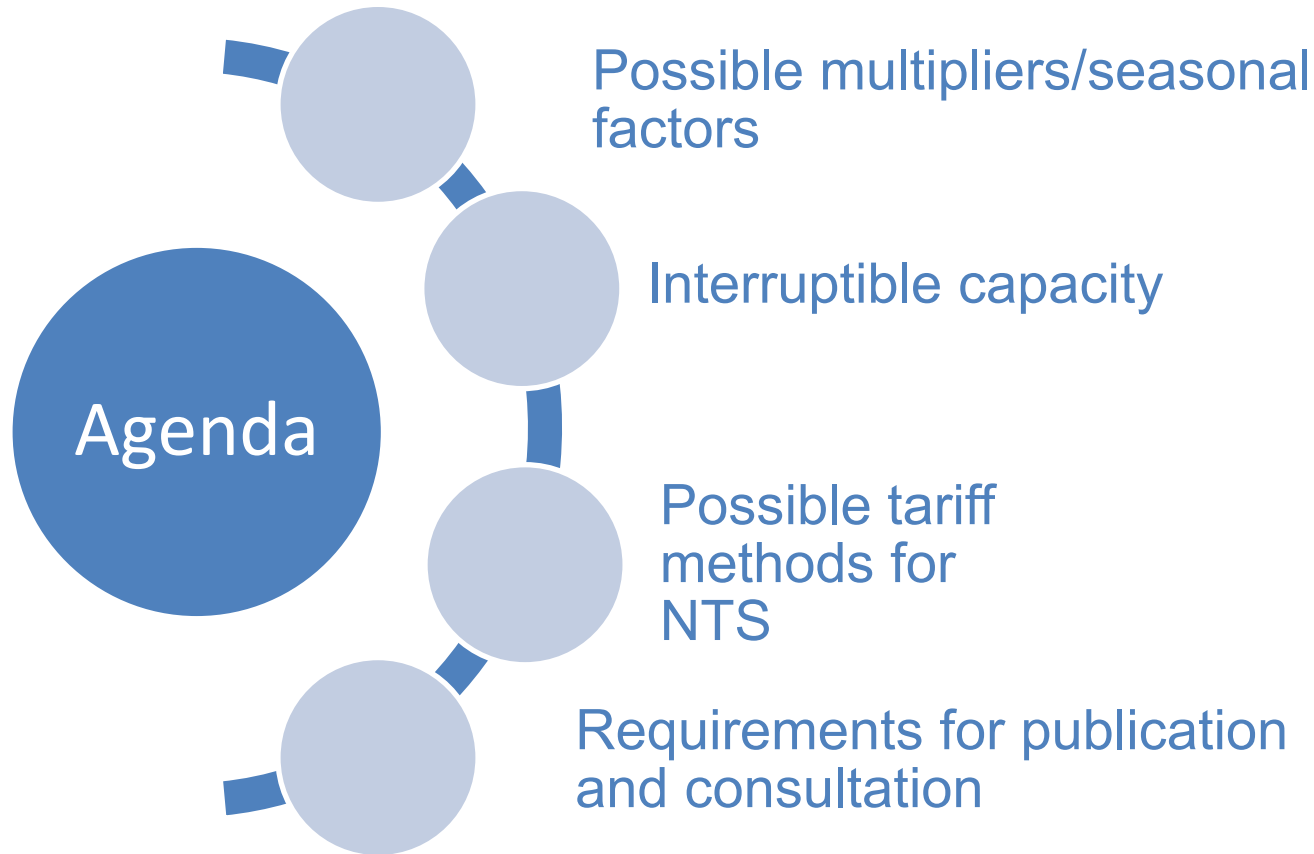 Possible multipliers/seasonal
factors
Interruptible capacity
Agenda
Possible tariff
methods for
NTS
Requirements for publication
and consultation